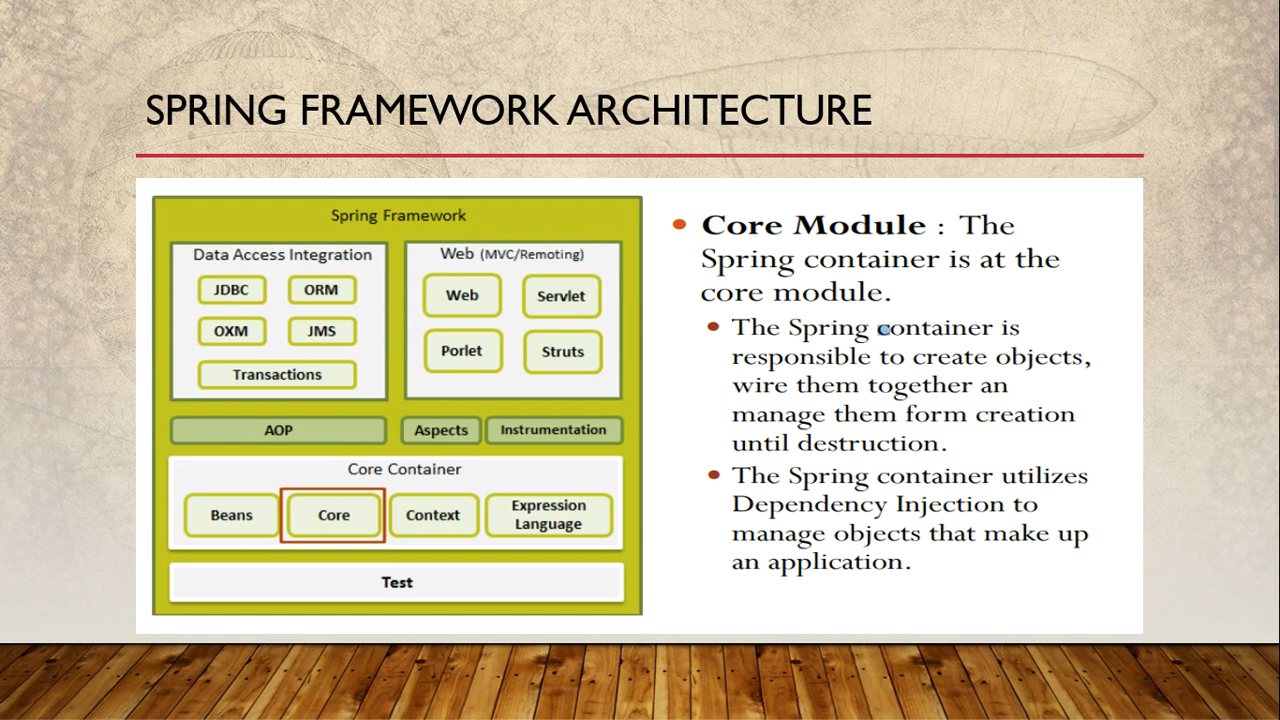 SPRING FRAMEWORK ARCHITECTURE
Spring Framework
Data Access Integration
JDBC ORM
OXM JMS
Transactions
Web (MVC/Remoting)
Web Servlet
Porlet Struts
AOP Aspects Instrumentation
Core Container
Beans Core Context Expression
Language
Test
• Core Module : The
Spring container is at the
core module.
• The Spring container is
responsible to create objects,
wire them together an
manage them form creation
until destruction.
• The Spring container utilizes
Dependency Injection to
manage objects that make up
an application.